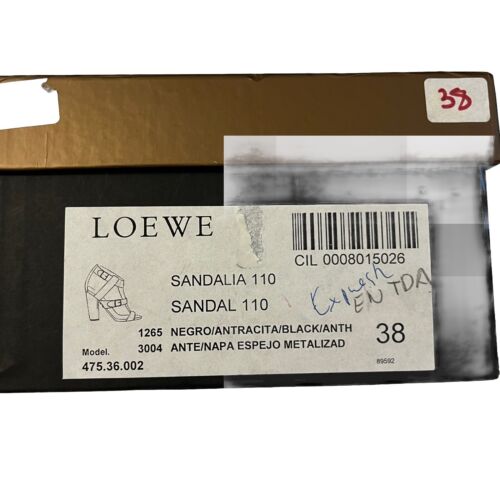 38
LOEWE
CIL 0008015026
SANDALIA 110
SANDAL 110
EN TDA
1265 NEGRO/ANTRACITA/BLACK/ANTH
Model. 3004 ANTE/NAPA ESPEJO METALIZAD
38
475.36.002
89592